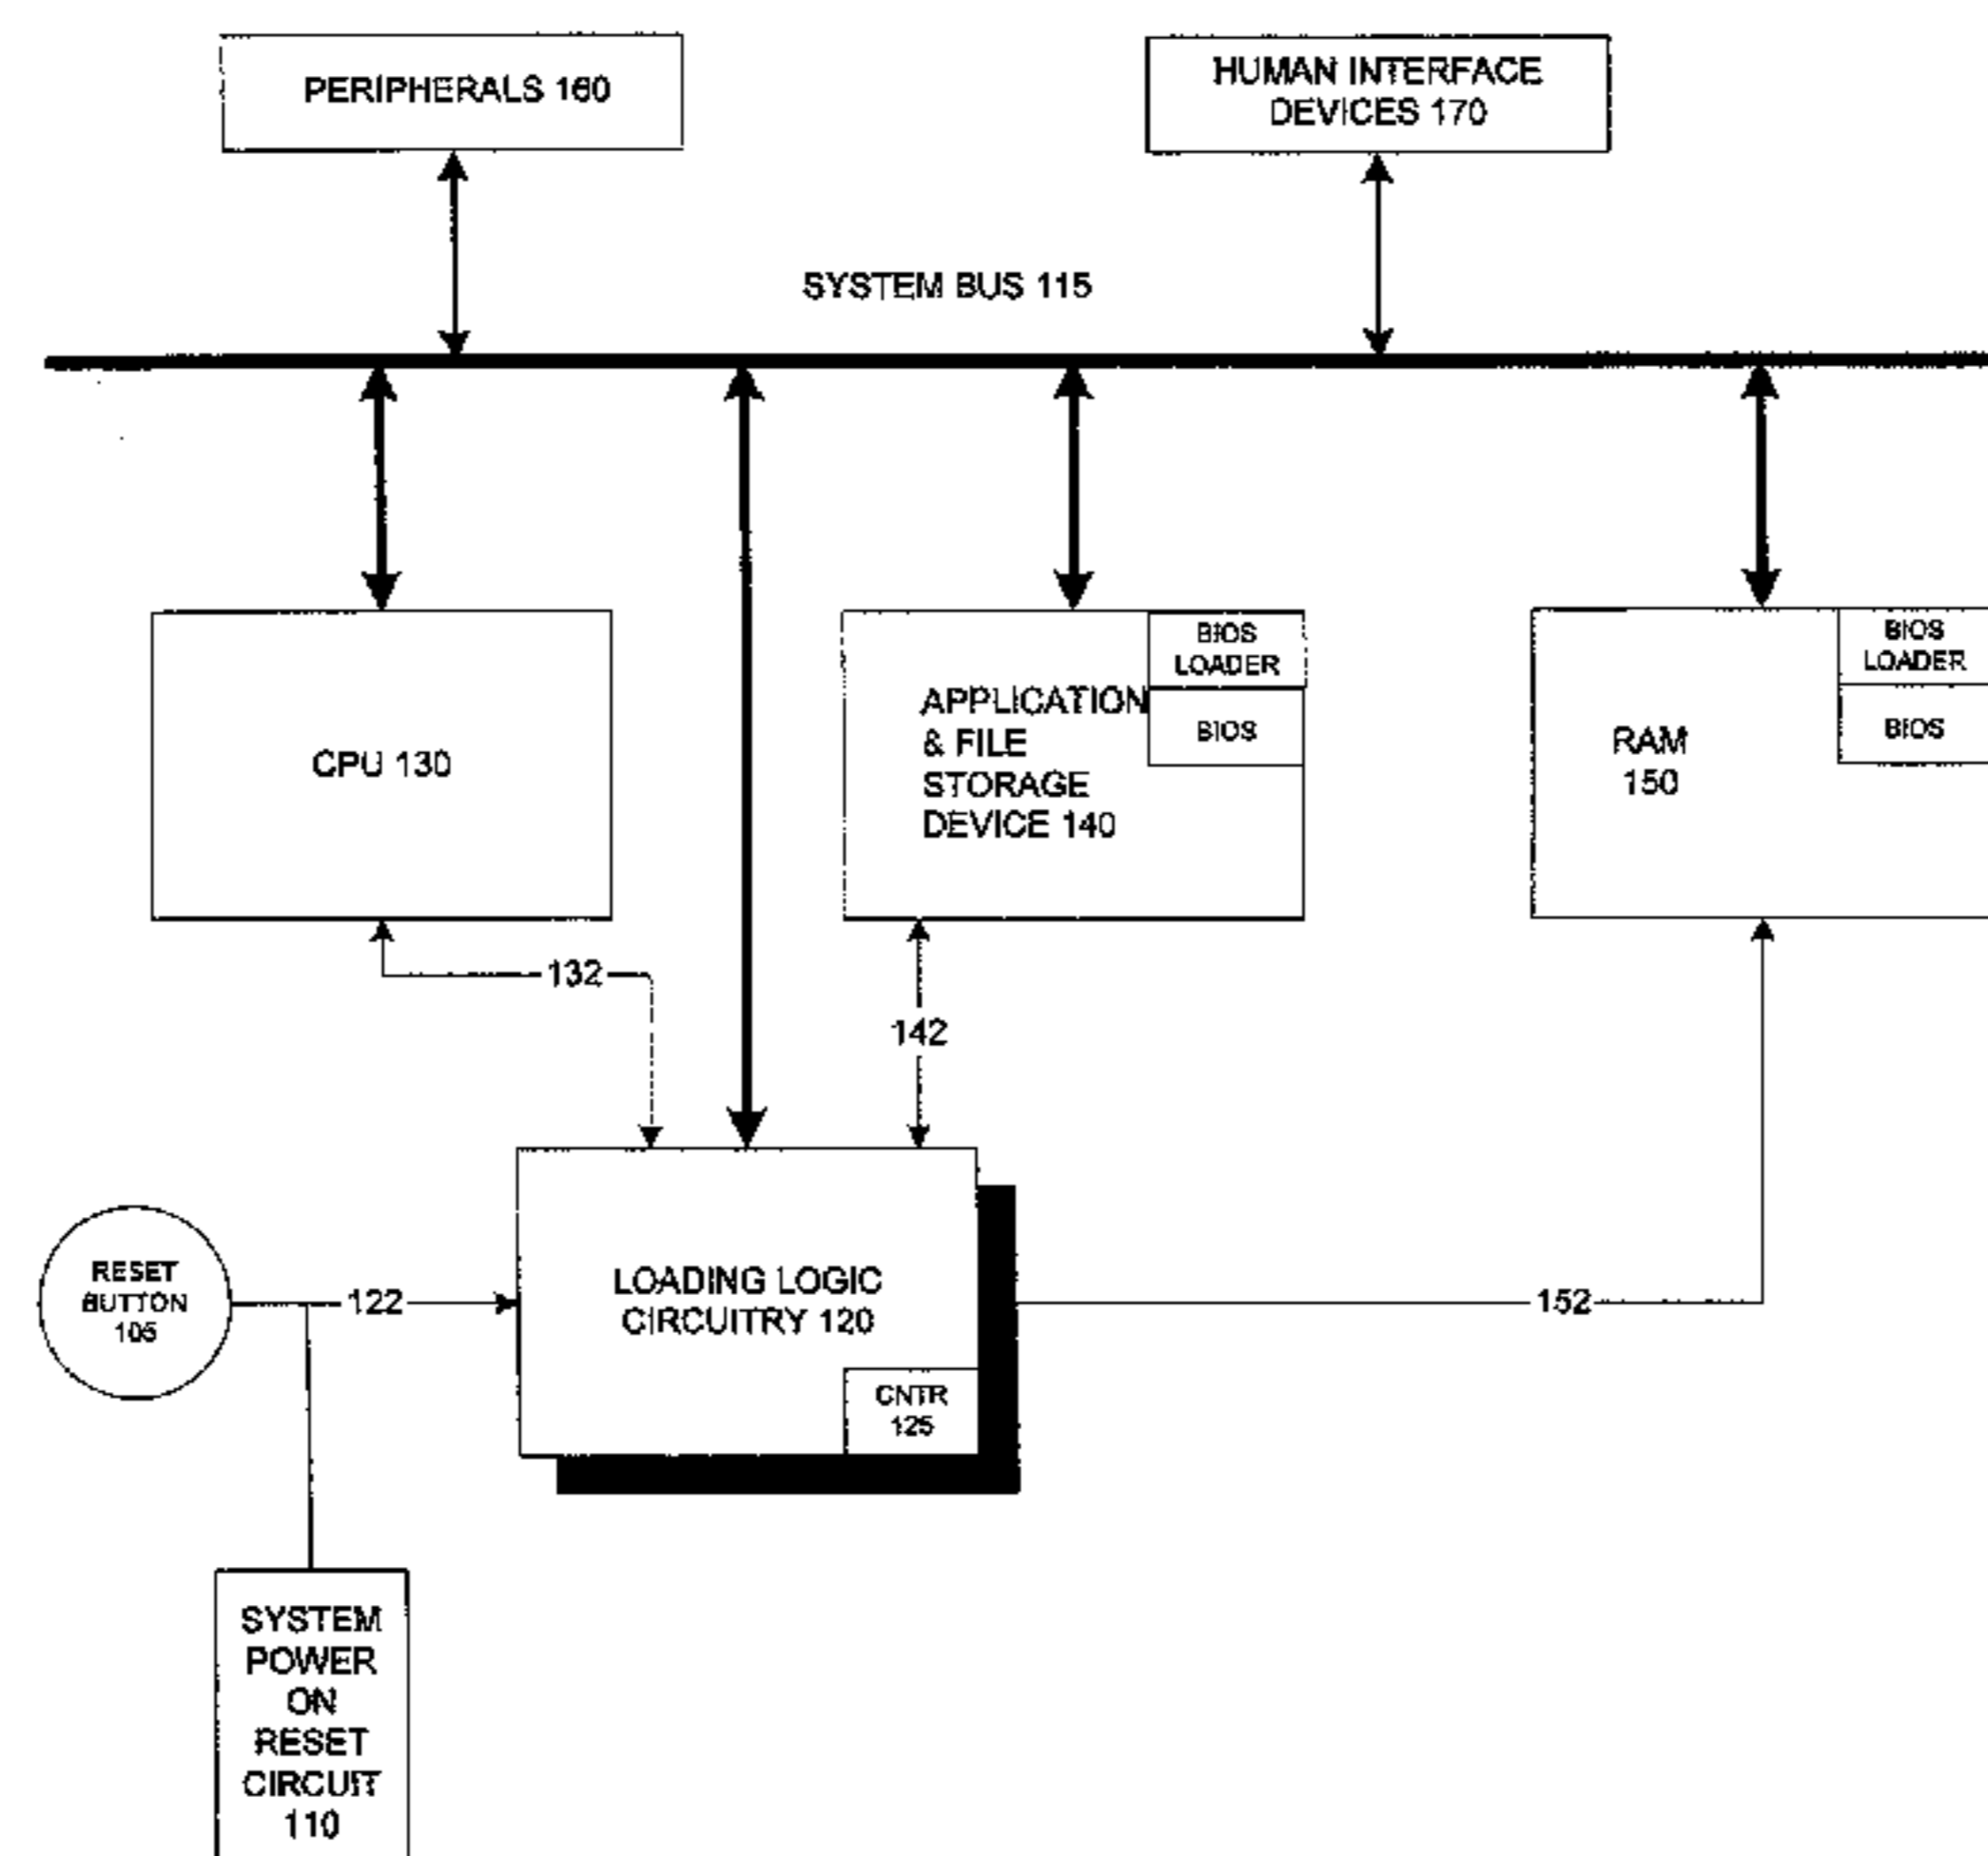 PERIPHERALS 160
HUMAN INTERFACE
DEVICES 170
SYSTEM BUS 115
CPU 130
APPLICATION
& FILE
STORAGE
DEVICE 140
BIOS
LOADER
BIOS
RAM
150
BIOS
LOADER
BIOS
132
142
RESET
BUTTON
105
122
LOADING LOGIC
CIRCUITRY 120
CNTR
125
152
SYSTEM
POWER
ON
RESET
CIRCUIT
110